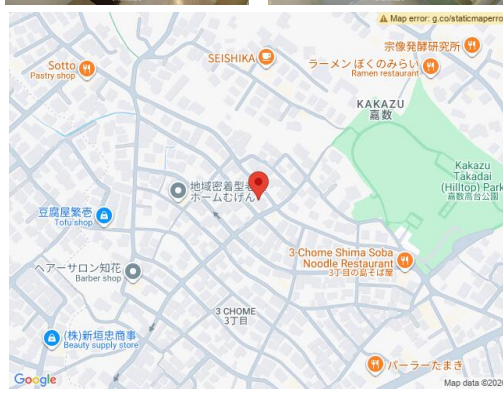 Map error: g.co/staticmaperro
宗像発酵研究所
Sotto
Pastry shop
SEISHIKA
ラーメン ぼくのみらい
Ramen restaurant
KAKAZU
嘉数
Kakazu
Takadai
(Hilltop) Park
嘉数高台公園
地域密着型老
ホームむげん
豆腐屋繁壱
Tofu shop
3-Chome Shima Soba
Noodle Restaurant
3丁目の島そば屋
ヘアーサロン知花
Barber shop
3 CHOME
3丁目
(株)新垣忠商事
Beauty supply store
パーラーたまき
Google
Map data ©2026